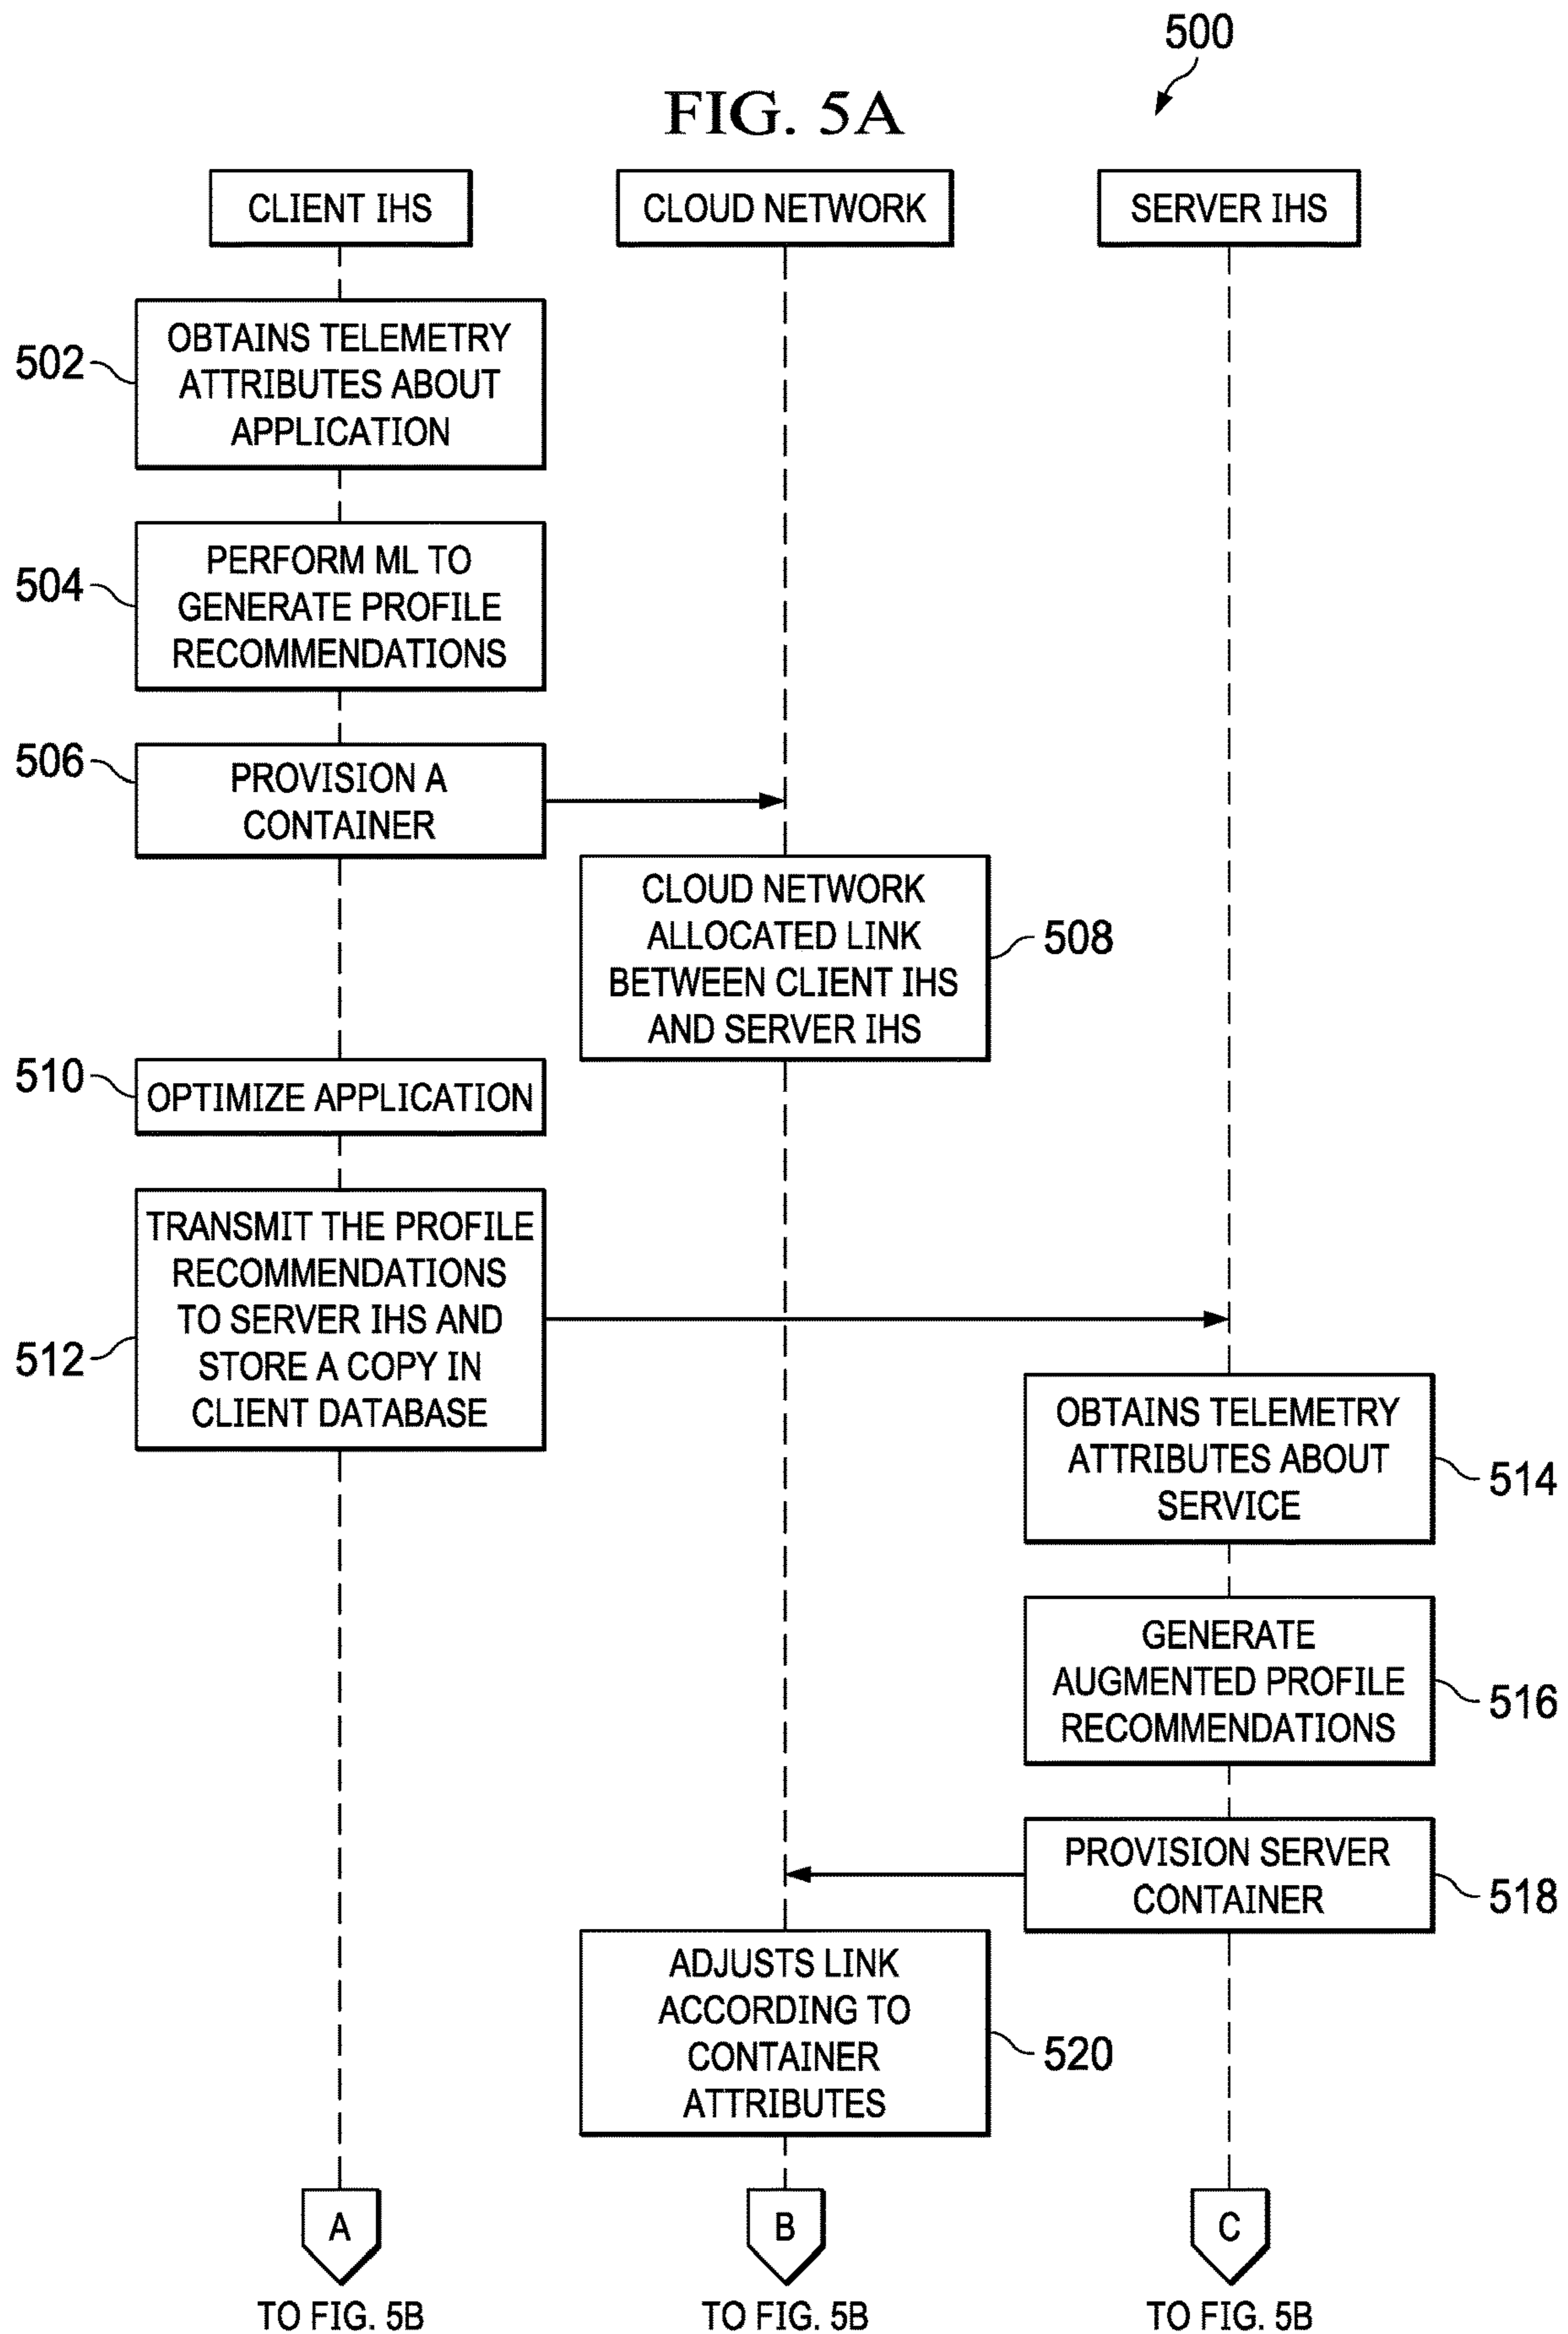 500
FIG. 5A
CLIENT IHS
CLOUD NETWORK
SERVER IHS
502
OBTAINS TELEMETRY
ATTRIBUTES ABOUT
APPLICATION
504
PERFORM ML TO
GENERATE PROFILE
RECOMMENDATIONS
506
PROVISION A
CONTAINER
CLOUD NETWORK
ALLOCATED LINK
BETWEEN CLIENT IHS
AND SERVER IHS
508
510
OPTIMIZE APPLICATION
512
TRANSMIT THE PROFILE
RECOMMENDATIONS
TO SERVER IHS AND
STORE A COPY IN
CLIENT DATABASE
OBTAINS TELEMETRY
ATTRIBUTES ABOUT
SERVICE
514
GENERATE
AUGMENTED PROFILE
RECOMMENDATIONS
516
PROVISION SERVER
CONTAINER
518
ADJUSTS LINK
ACCORDING TO
CONTAINER
ATTRIBUTES
520
A
B
C
TO FIG. 5B
TO FIG. 5B
TO FIG. 5B